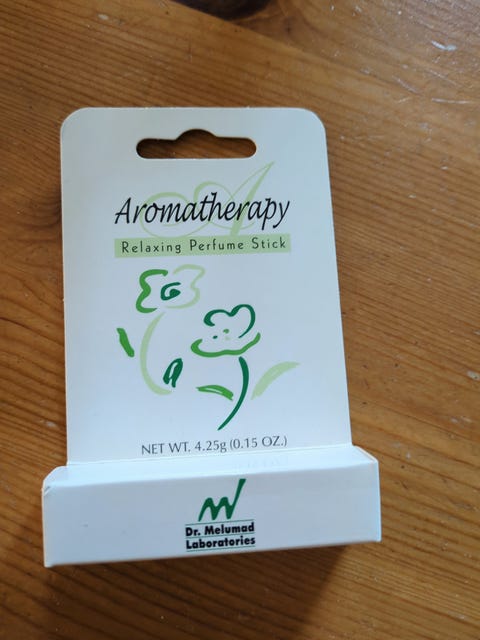 Aromatherapy
Relaxing Perfume Stick
NET WT. 4.25g (0.15 OZ.)
Dr. Melumad
Laboratories